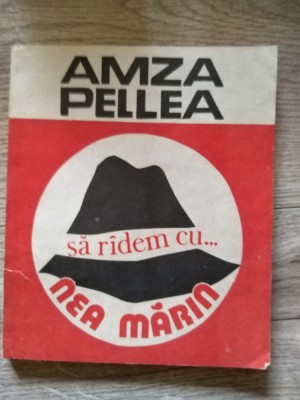 AMZA
PELLEA
să rîdem cu...
NEA MĂRIN